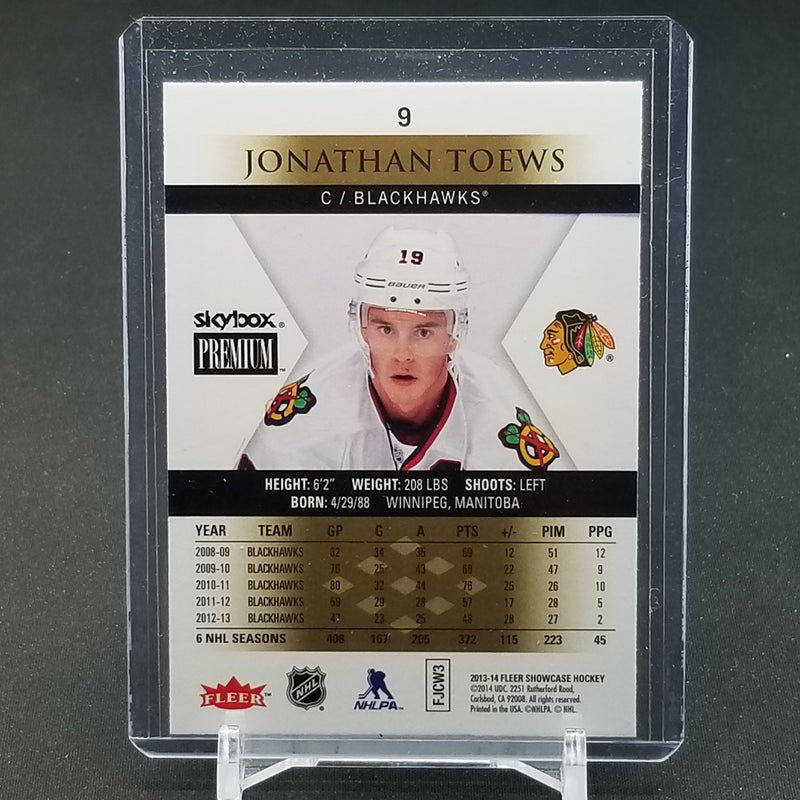 9
JONATHAN TOEWS
C / BLACKHAWKS®
19
BAUER
skybox®
PREMIUM™
®
HEIGHT: 6'2" WEIGHT: 208 LBS SHOOTS: LEFT
BORN: 4/29/88 WINNIPEG, MANITOBA
YEAR TEAM GP G A PTS +/- PIM PPG
2008-09 BLACKHAWKS 82 34 35 69 12 51 12
2009-10 BLACKHAWKS 76 25 43 68 22 47 9
2010-11 BLACKHAWKS 80 32 44 76 25 26 10
2011-12 BLACKHAWKS 59 29 28 57 17 28 5
2012-13 BLACKHAWKS 47 23 25 48 28 27 2
6 NHL SEASONS 408 167 205 372 115 223 45
FLEER™
NHL
NHLPA™
FJCW3
2013-14 FLEER SHOWCASE HOCKEY
©2014 UDC. 2251 Rutherford Road,
Carlsbad, CA 92008. All rights reserved.
Printed in the USA. ©NHLPA. © NHL.